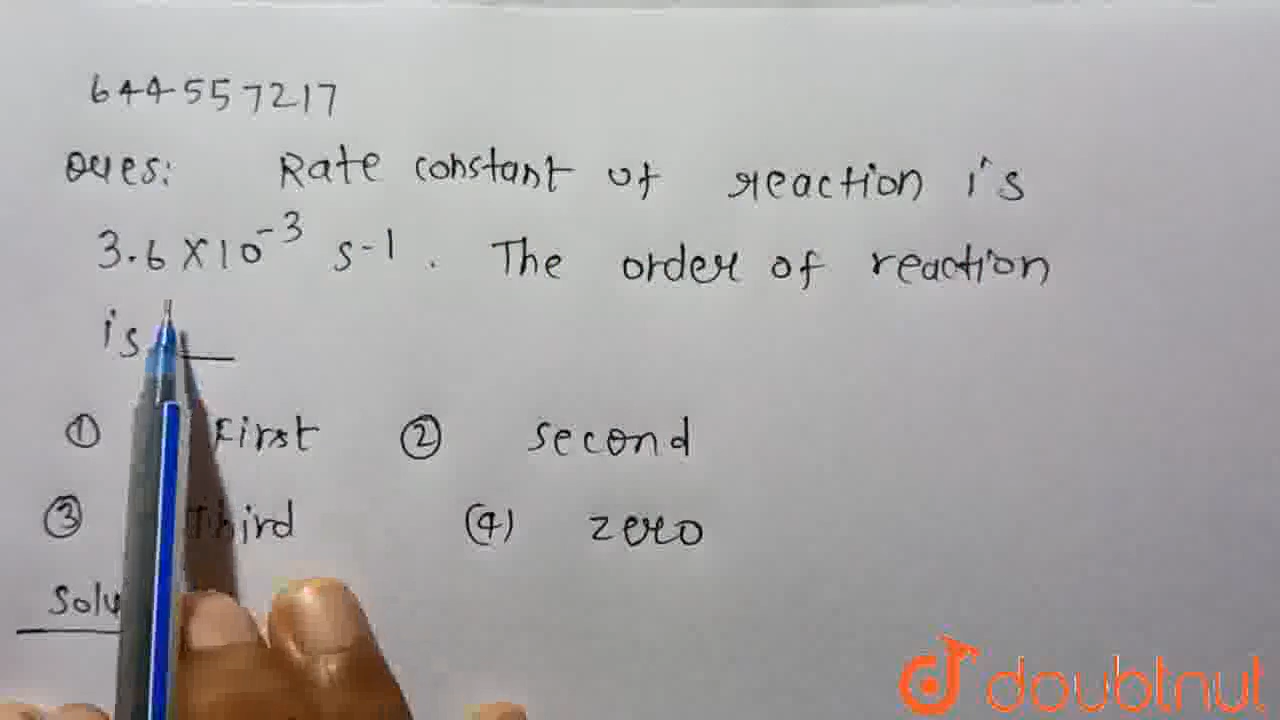 644557217
Ques: Rate constant of reaction is
3.6×10⁻³ s-1. The order of reaction
is __
① First ② second
③ Third (4) zero
Solu
doubtnut